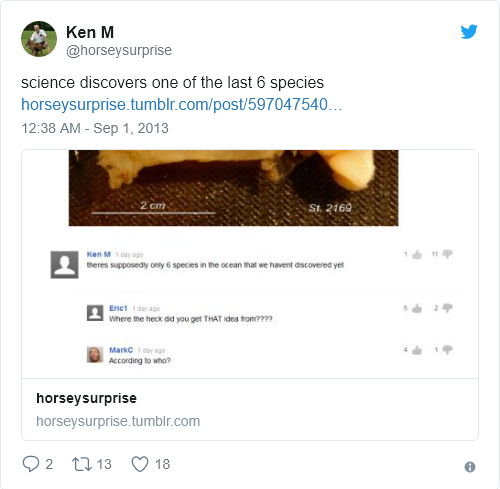 Ken M
@horseysurprise
science discovers one of the last 6 species
horseysurprise.tumblr.com/post/597047540…
12:38 AM - Sep 1, 2013
2 cm
St. 2169
Ken M 1 day ago
theres supposedly only 6 species in the ocean that we havent discovered yet
1 11
Eric1 1 day ago
Where the heck did you get THAT idea from????
5 2
MarkC 1 day ago
According to who?
4 1
horseysurprise
horseysurprise.tumblr.com
2 13 18